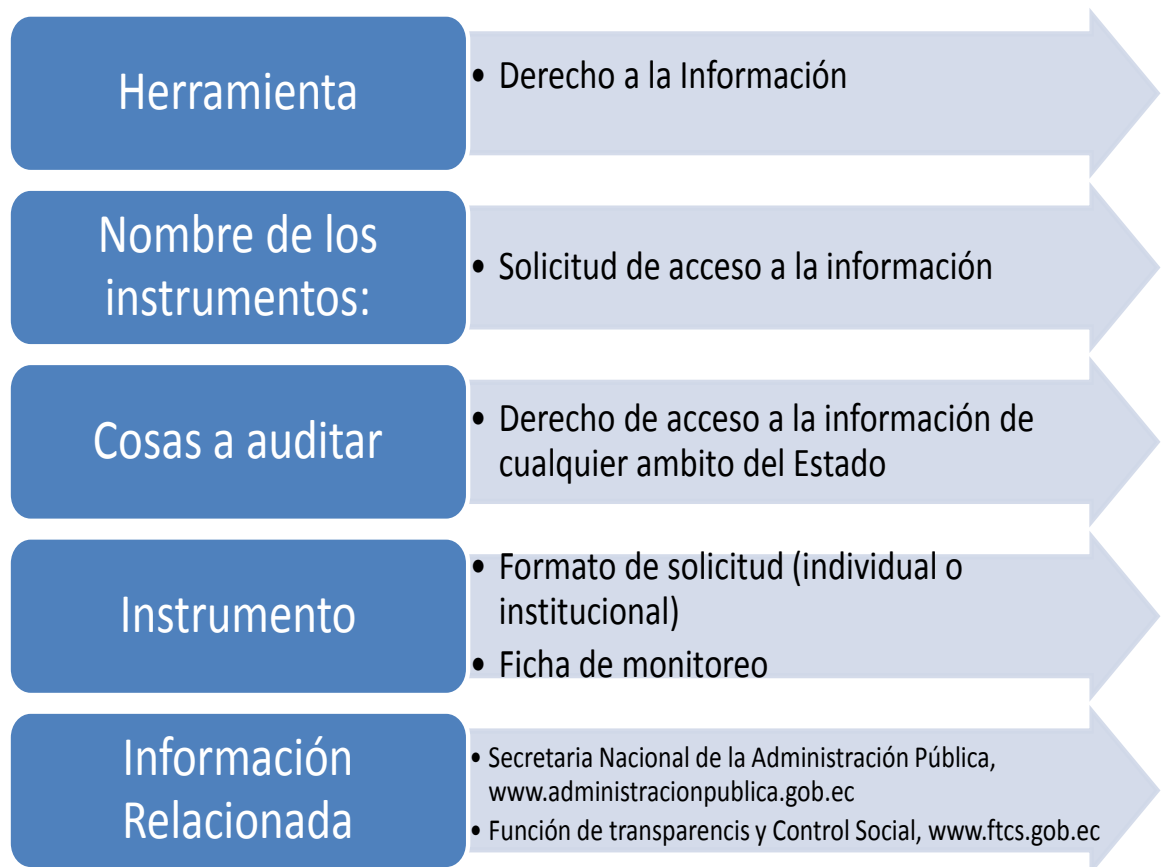 Herramienta
• Derecho a la Información
Nombre de los
instrumentos:
• Solicitud de acceso a la información
Cosas a auditar
• Derecho de acceso a la información de
cualquier ambito del Estado
Instrumento
• Formato de solicitud (individual o
institucional)
• Ficha de monitoreo
Información
Relacionada
• Secretaria Nacional de la Administración Pública,
www.administracionpublica.gob.ec
• Función de transparencis y Control Social, www.ftcs.gob.ec